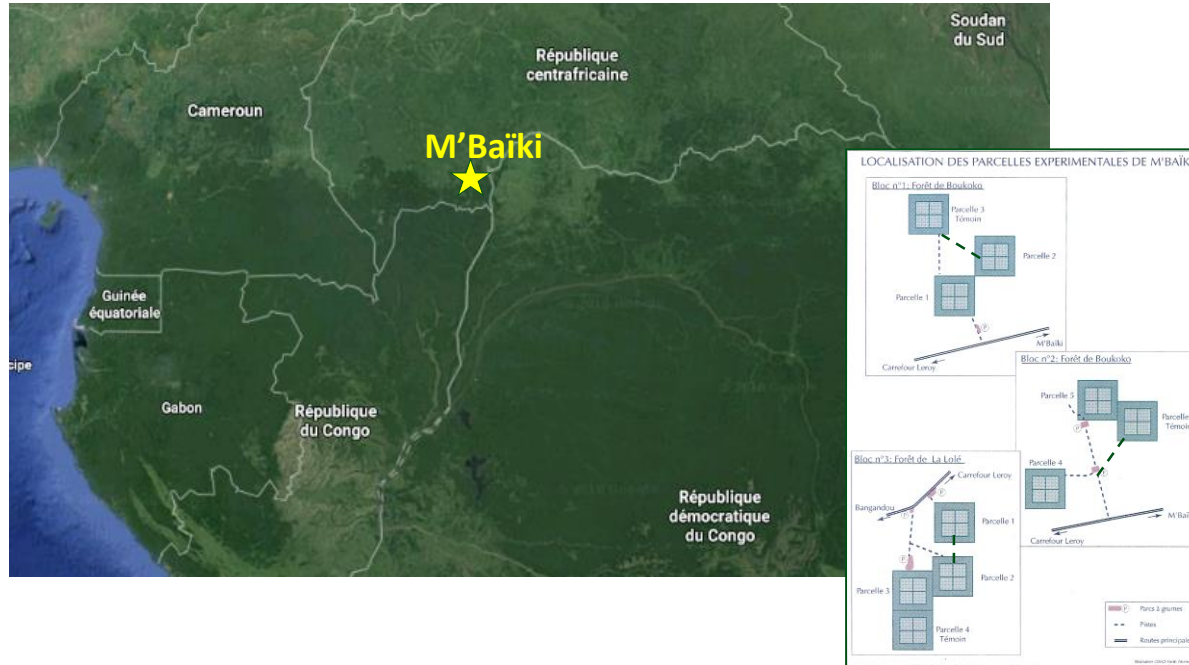 Soudan
du Sud
République
centrafricaine
Cameroun
M'Baïki
Guinée
équatoriale
cipe
Gabon
République
du Congo
République
démocratique
du Congo
LOCALISATION DES PARCELLES EXPERIMENTALES DE M'BAÏK
Bloc n°1: Forêt de Boukoko
Parcelle 3
Témoin
Parcelle 2
Parcelle 1
P
M'Baïki
Carrefour Leroy
Bloc n°2: Forêt de Boukoko
Parcelle 5
P
Parcelle
Témoin
Parcelle 4
P
M'Baï
Carrefour Leroy
Bloc n°3: Forêt de La Lolé
Carrefour Leroy
P
Bangandou
P
Parcelle 1
P
Parcelle 2
Parcelle 3
Parcelle 4
Témoin
P Parcs à grumes
Pistes
Routes principale